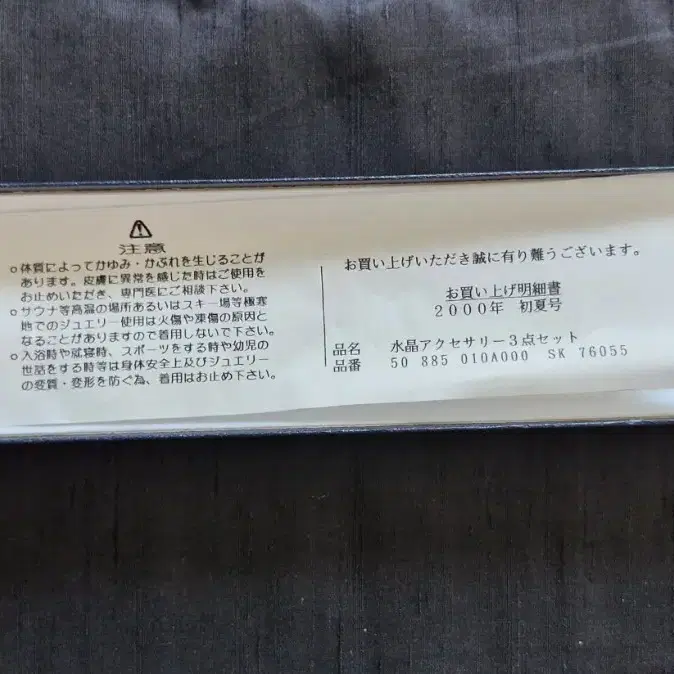 注意
○体質によってかゆみ・かぶれを生じることが
あります。皮膚に異常を感じた時はご使用を
お止めいただき、専門医にご相談下さい。
○サウナ等高温の場所あるいはスキー場等極寒
地でのジュエリー使用は火傷や凍傷の原因と
なることがありますので着用しないで下さい。
○入浴時や就寝時、スポーツをする時や幼児の
世話をする時等は身体安全上及びジュエリー
の変質・変形を防ぐ為、着用はお止め下さい。
お買い上げいただき誠に有り難うございます。
お買い上げ明細書
2000年 初夏号
品名 水晶アクセサリー3点セット
品番 50 885 010A000 SK 76055